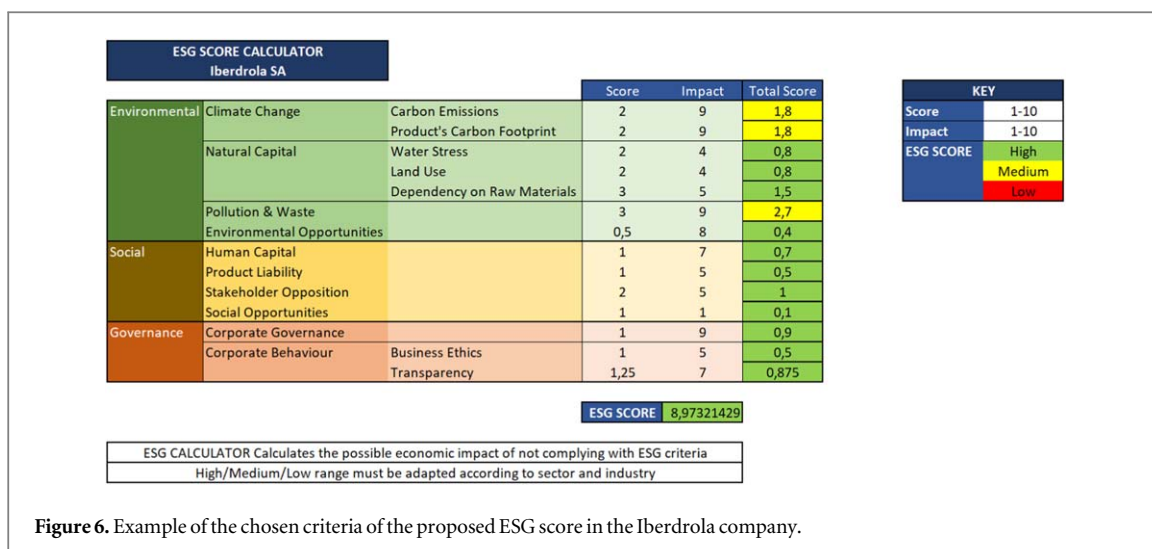 ESG SCORE CALCULATOR
Iberdrola SA
Score Impact Total Score
Environmental Climate Change Carbon Emissions 2 9 1,8
Product's Carbon Footprint 2 9 1,8
Natural Capital Water Stress 2 4 0,8
Land Use 2 4 0,8
Dependency on Raw Materials 3 5 1,5
Pollution & Waste 3 9 2,7
Environmental Opportunities 0,5 8 0,4
Social Human Capital 1 7 0,7
Product Liability 1 5 0,5
Stakeholder Opposition 2 5 1
Social Opportunities 1 1 0,1
Governance Corporate Governance 1 9 0,9
Corporate Behaviour Business Ethics 1 5 0,5
Transparency 1,25 7 0,875
ESG SCORE 8,97321429
KEY
Score 1-10
Impact 1-10
ESG SCORE High
Medium
Low
ESG CALCULATOR Calculates the possible economic impact of not complying with ESG criteria
High/Medium/Low range must be adapted according to sector and industry
Figure 6. Example of the chosen criteria of the proposed ESG score in the Iberdrola company.